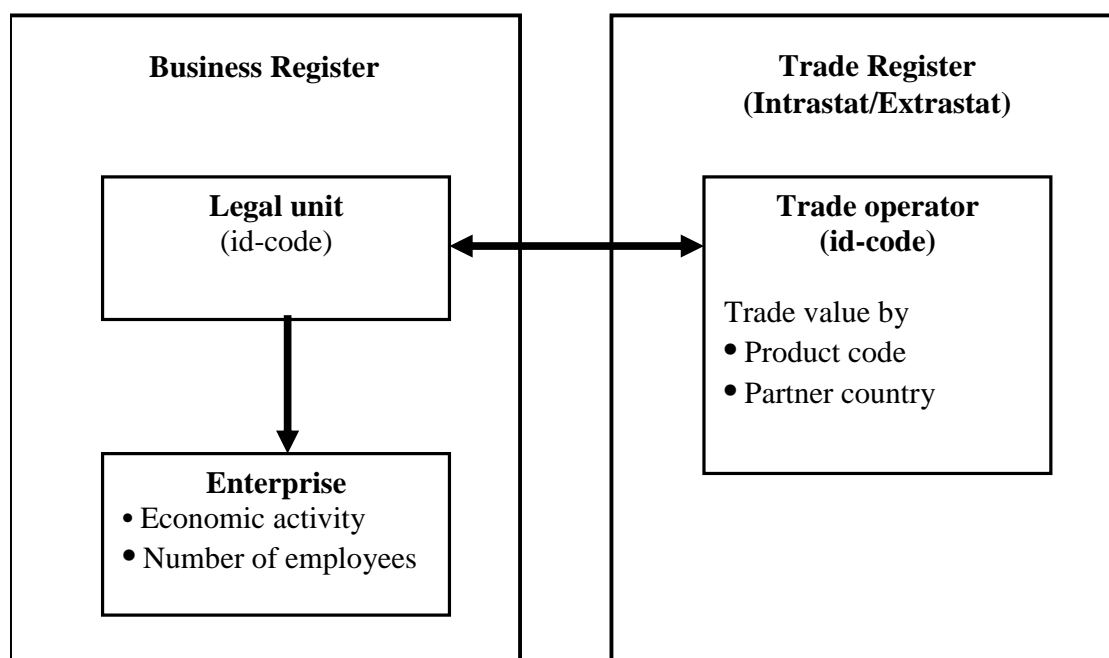 Business Register
Legal unit
(id-code)
Enterprise
• Economic activity
• Number of employees
Trade Register
(Intrastat/Extrastat)
Trade operator
(id-code)
Trade value by
• Product code
• Partner country